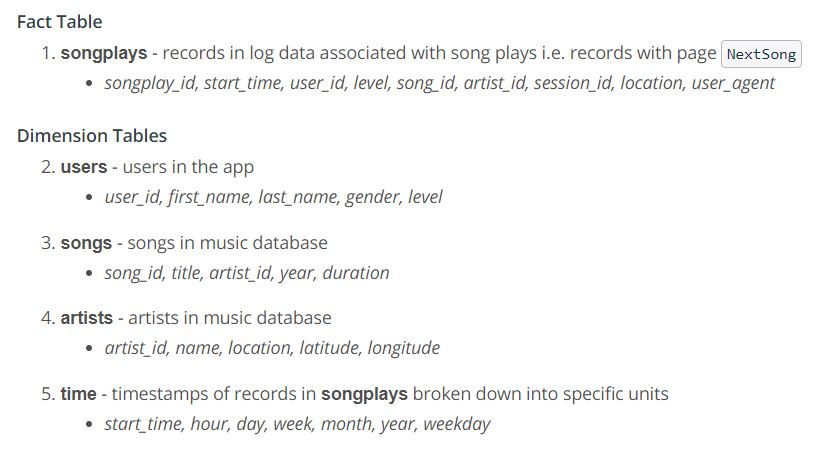 Fact Table
1. songplays - records in log data associated with song plays i.e. records with page NextSong
• songplay_id, start_time, user_id, level, song_id, artist_id, session_id, location, user_agent
Dimension Tables
2. users - users in the app
• user_id, first_name, last_name, gender, level
3. songs - songs in music database
• song_id, title, artist_id, year, duration
4. artists - artists in music database
• artist_id, name, location, latitude, longitude
5. time - timestamps of records in songplays broken down into specific units
• start_time, hour, day, week, month, year, weekday